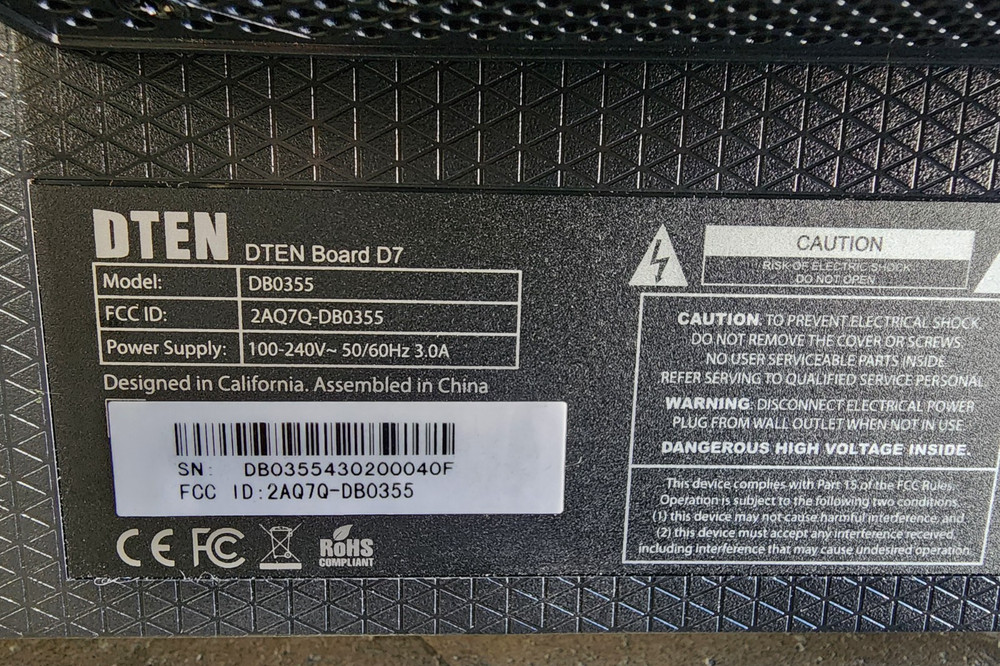 DTEN DTEN Board D7
Model: DB0355
FCC ID: 2AQ7Q-DB0355
Power Supply: 100-240V~ 50/60Hz 3.0A
Designed in California. Assembled in China
SN: DB0355430200040F
FCC ID:2AQ7Q-DB0355
CE FC RoHS
COMPLIANT
CAUTION
RISK OF ELECTRIC SHOCK
DO NOT OPEN
CAUTION: TO PREVENT ELECTRICAL SHOCK
DO NOT REMOVE THE COVER OR SCREWS
NO USER SERVICEABLE PARTS INSIDE
REFER SERVING TO QUALIFIED SERVICE PERSONAL
WARNING: DISCONNECT ELECTRICAL POWER
PLUG FROM WALL OUTLET WHEN NOT IN USE
DANGEROUS HIGH VOLTAGE INSIDE.
This device complies with Part 15 of the FCC Rules.
Operation is subject to the following two conditions
(1) this device may not cause harmful interference, and
(2) this device must accept any interference received,
including interference that may cause undesired operation.